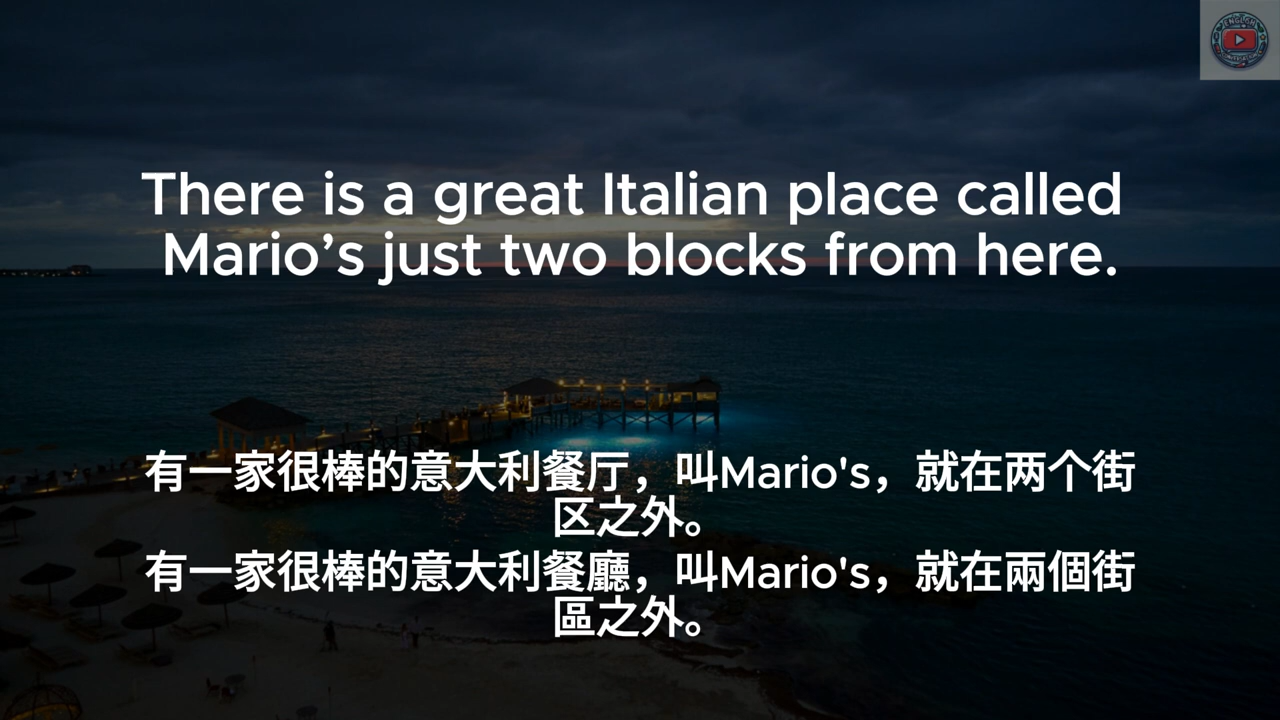 There is a great Italian place called
Mario’s just two blocks from here.
有一家很棒的意大利餐厅，叫Mario's，就在两个街
区之外。
有一家很棒的意大利餐廳，叫Mario's，就在兩個街
區之外。